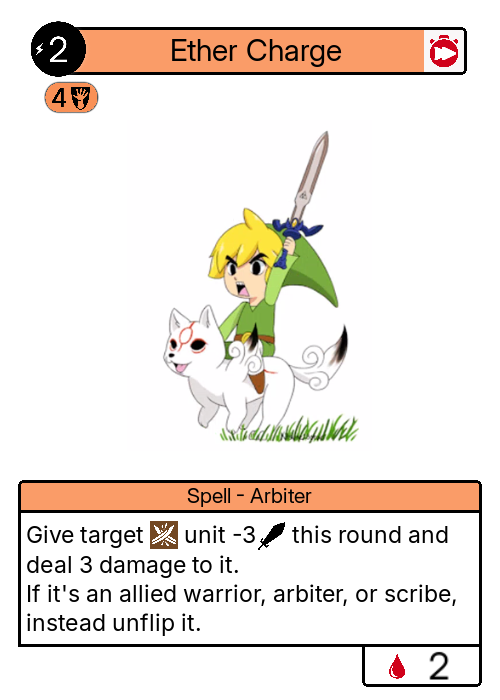 2 Ether Charge
4
Spell - Arbiter
Give target unit -3 this round and
deal 3 damage to it.
If it's an allied warrior, arbiter, or scribe,
instead unflip it.
2